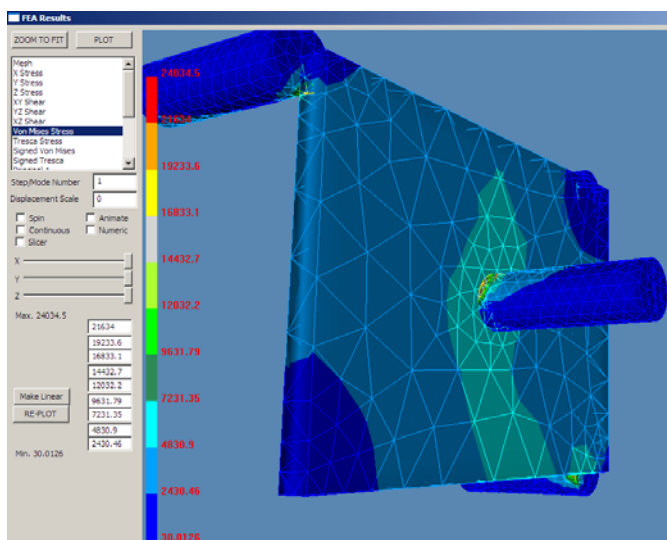 FEA Results
ZOOM TO FIT PLOT
Mesh
X Stress
Y Stress
Z Stress
XY Shear
YZ Shear
XZ Shear
Von Mises Stress
Tresca Stress
Signed Von Mises
Signed Tresca
Step/Mode Number 1
Displacement Scale 0
Spin Animate
Continuous Numeric
Slicer
X
Y
Z
Max. 24034.5
21634
19233.6
16833.1
14432.7
12032.2
Make Linear 9631.79
RE-PLOT 7231.35
4830.9
2430.46
Min. 30.0126
24034.5
21634
19233.6
16833.1
14432.7
12032.2
9631.79
7231.35
4830.9
2430.46
30.0126